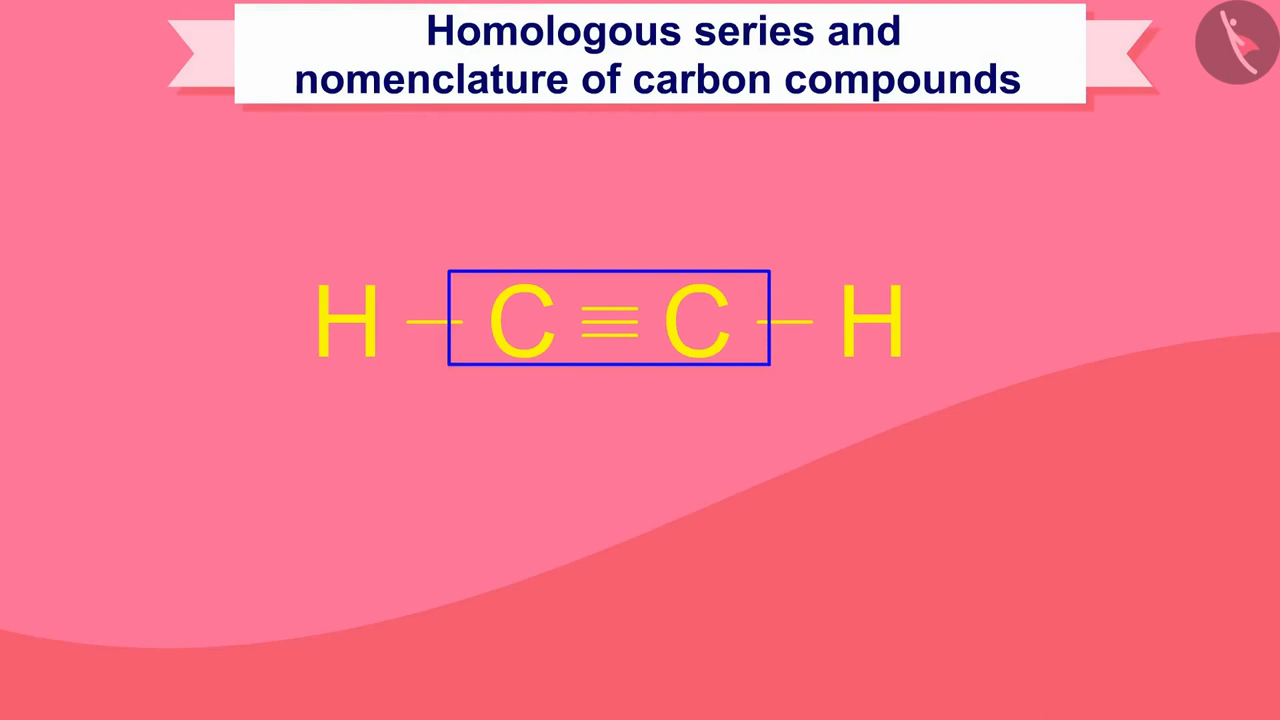 Homologous series and
nomenclature of carbon compounds
H — C ≡ C — H